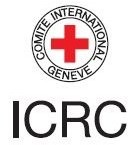 COMITE INTERNATIONAL
GENEVE
ICRC